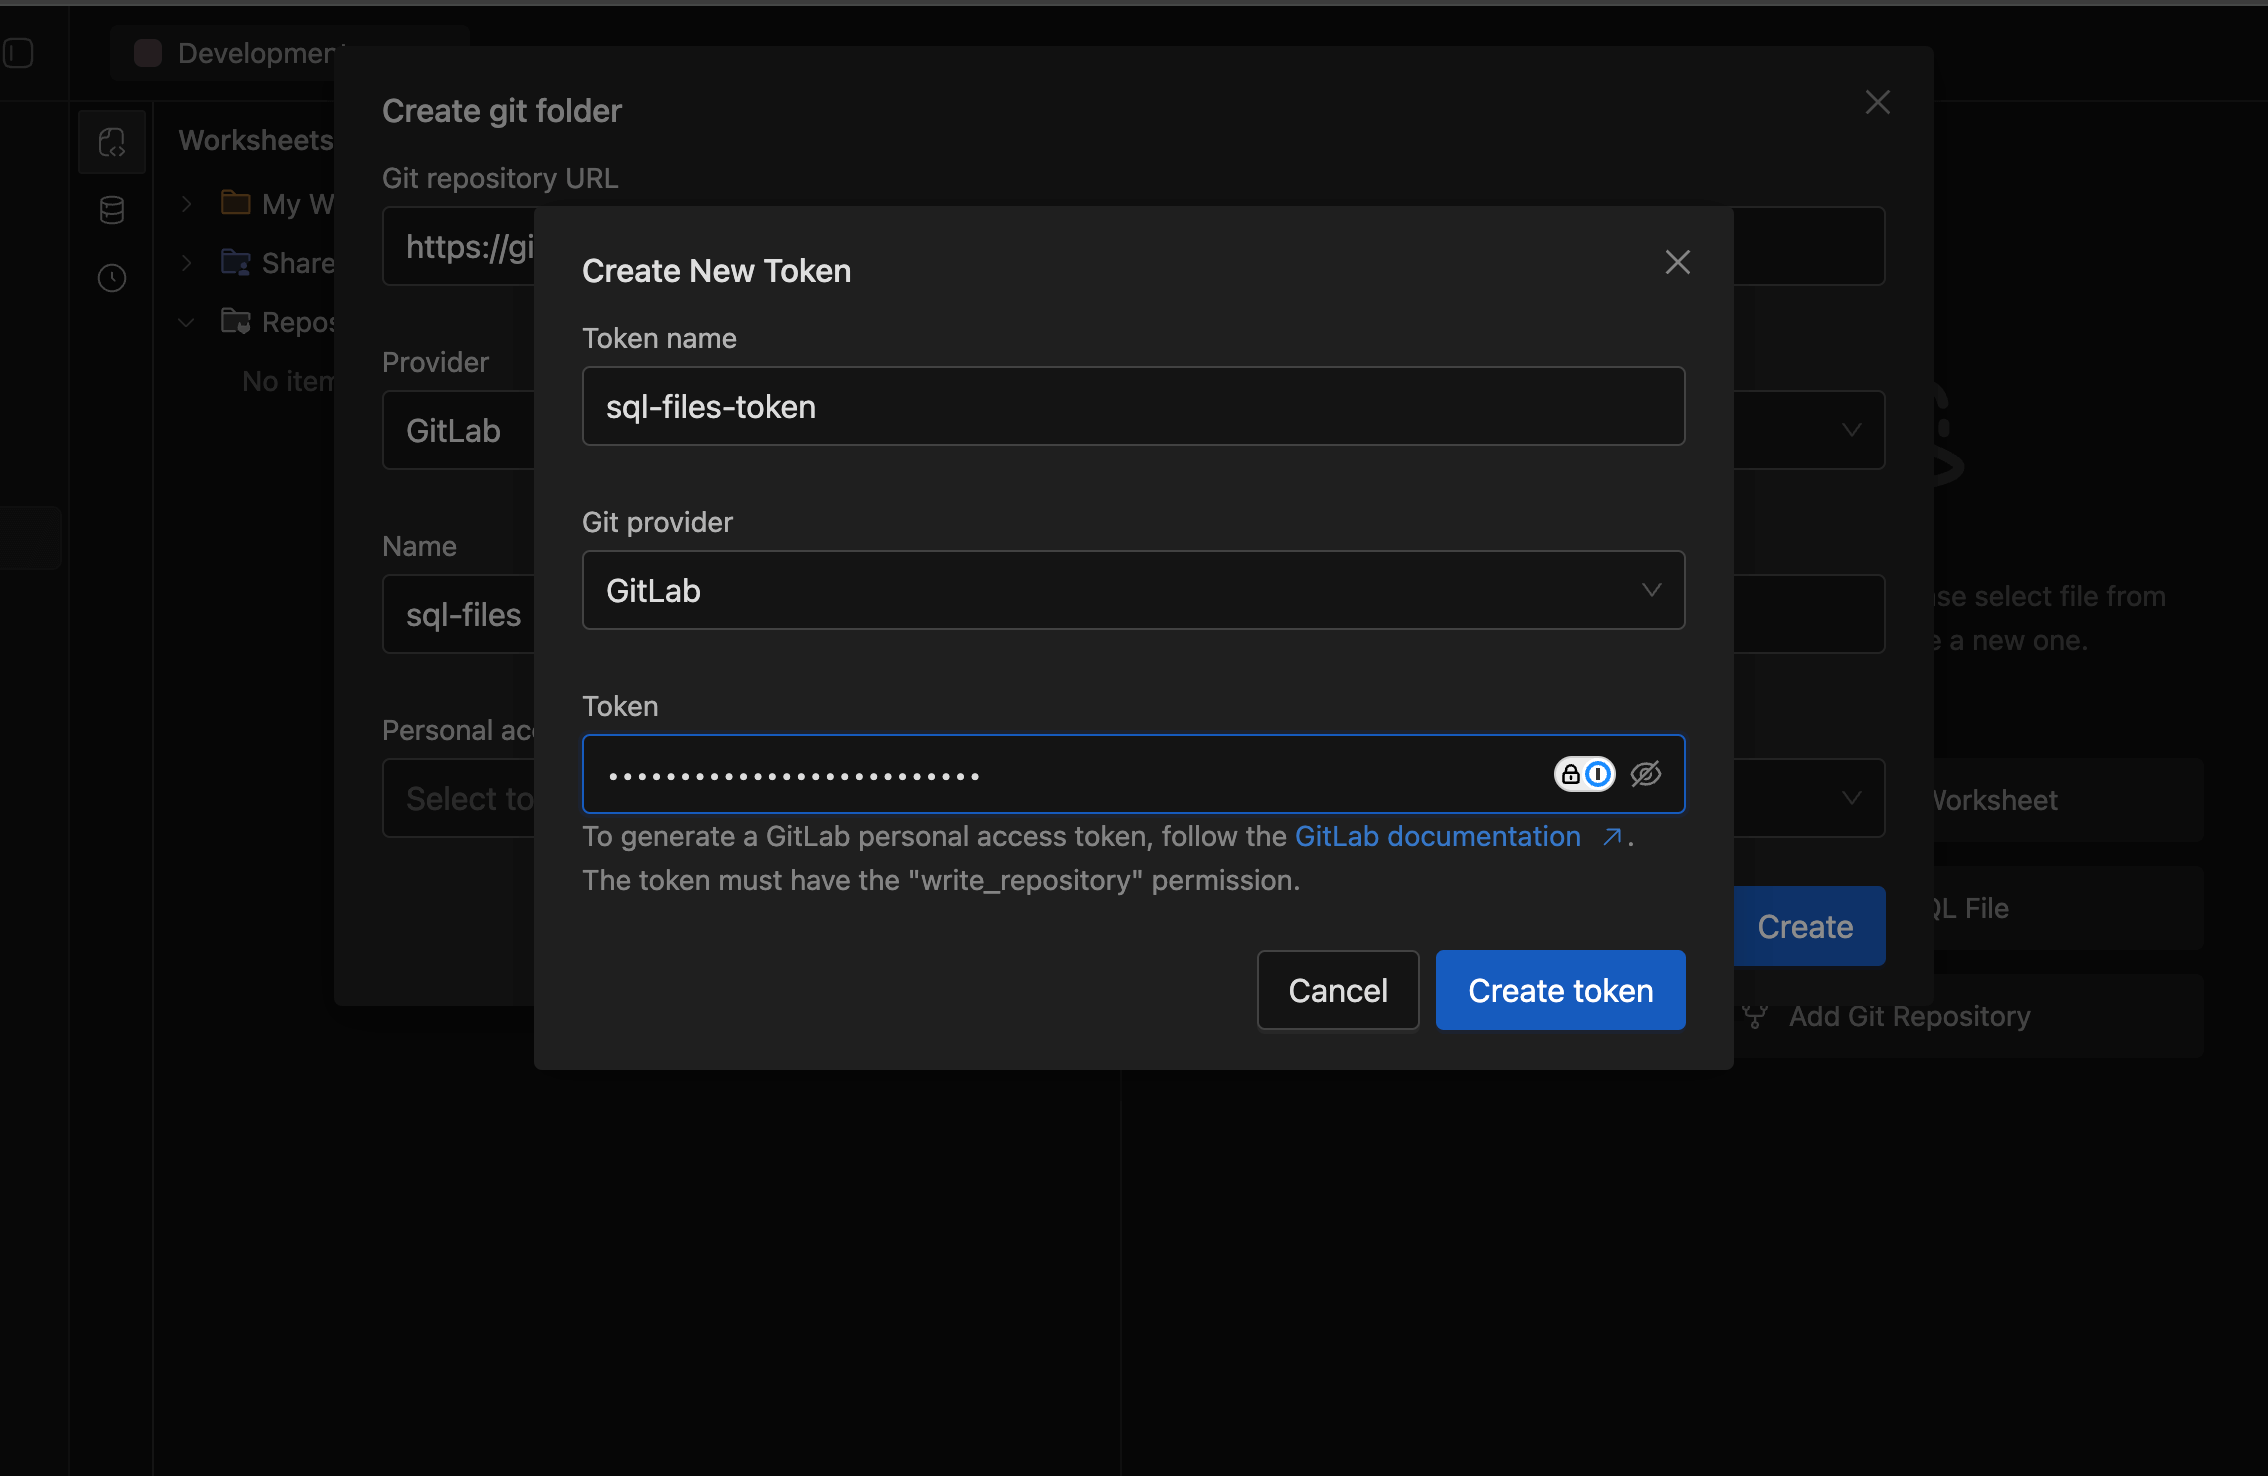 Development
Create git folder
Worksheets
Git repository URL
My W
https://gi
Create New Token
Share
Token name
Repos
Provider
No item
sql-files-token
GitLab
Git provider
Name
GitLab
sql-files
se select file from
e a new one.
Token
Personal acc
••••••••••••••••••••••••••
Select to
Worksheet
To generate a GitLab personal access token, follow the GitLab documentation ↗.
The token must have the "write_repository" permission.
QL File
Create
Cancel
Create token
Add Git Repository